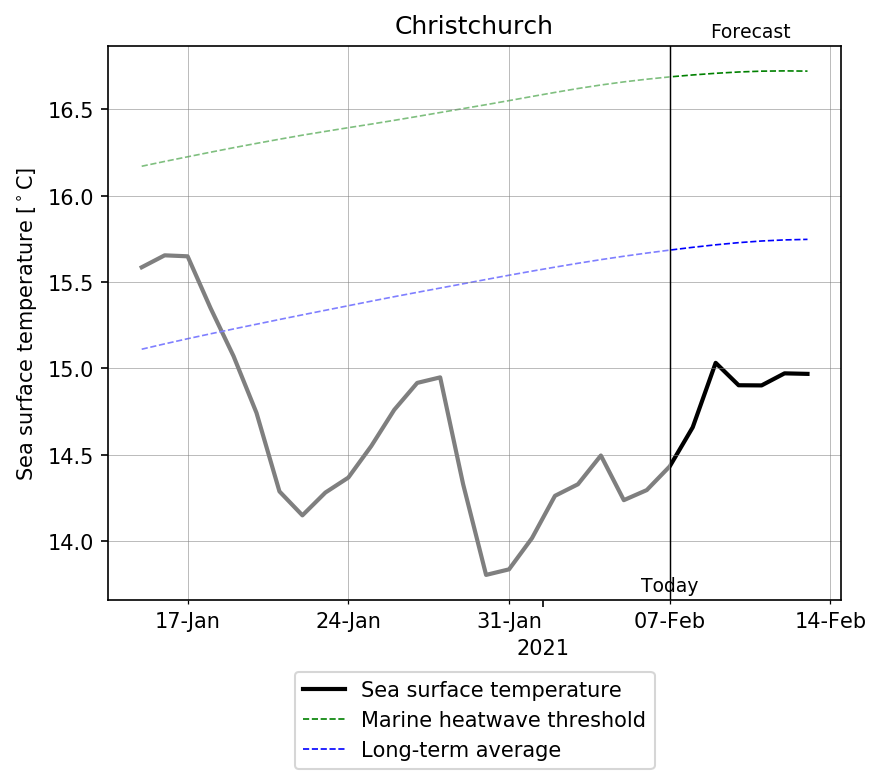 Christchurch
Forecast
Sea surface temperature [°C]
16.5
16.0
15.5
15.0
14.5
14.0
Today
17-Jan
24-Jan
31-Jan
07-Feb
14-Feb
2021
Sea surface temperature
Marine heatwave threshold
Long-term average